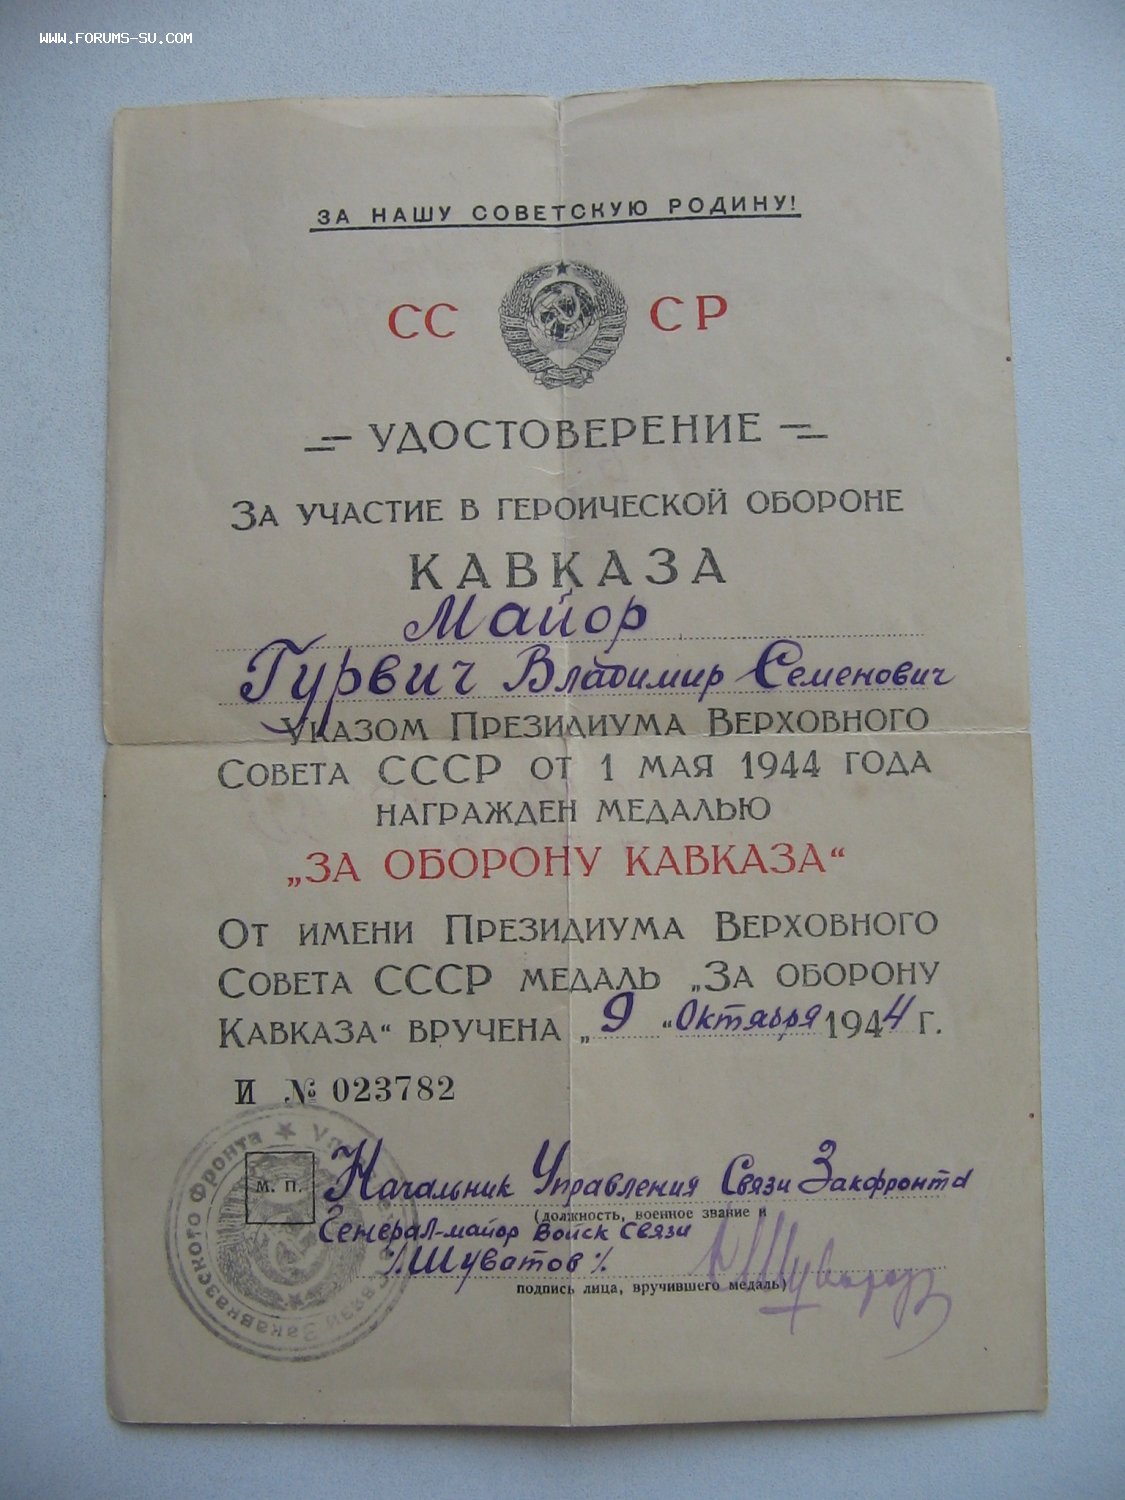 WWW.FORUMS-SU.COM
ЗА НАШУ СОВЕТСКУЮ РОДИНУ!
СС СР
УДОСТОВЕРЕНИЕ
ЗА УЧАСТИЕ В ГЕРОИЧЕСКОЙ ОБОРОНЕ
КАВКАЗА
Майор
Гурвич Владимир Семенович
УКАЗОМ ПРЕЗИДИУМА ВЕРХОВНОГО
СОВЕТА СССР ОТ 1 МАЯ 1944 ГОДА
НАГРАЖДЕН МЕДАЛЬЮ
„ЗА ОБОРОНУ КАВКАЗА“
ОТ ИМЕНИ ПРЕЗИДИУМА ВЕРХОВНОГО
СОВЕТА СССР МЕДАЛЬ „ЗА ОБОРОНУ
КАВКАЗА“ ВРУЧЕНА „9“ Октября 1944 г.
И № 023782
М. П.
Начальник Управления Связи Закфронта
(должность, военное звание и
Генерал-майор Войск связи
/.Шуватов/.
подпись лица, вручившего медаль)
Связи Закавказского Фронта